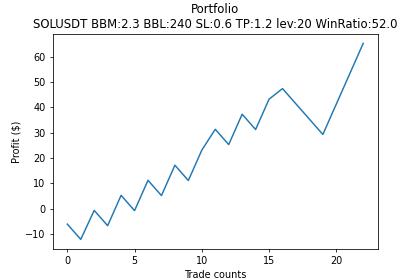 Portfolio
SOLUSDT BBM:2.3 BBL:240 SL:0.6 TP:1.2 lev:20 WinRatio:52.0
60
50
40
30
20
10
0
−10
Profit ($)
0 5 10 15 20
Trade counts